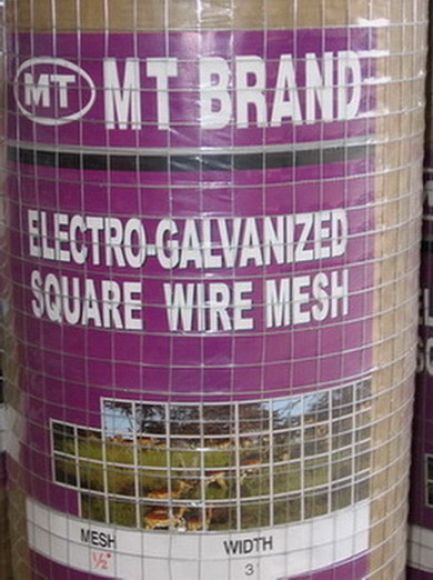 MT MT BRAND
ELECTRO-GALVANIZED
SQUARE WIRE MESH
MESH WIDTH
½" 3'